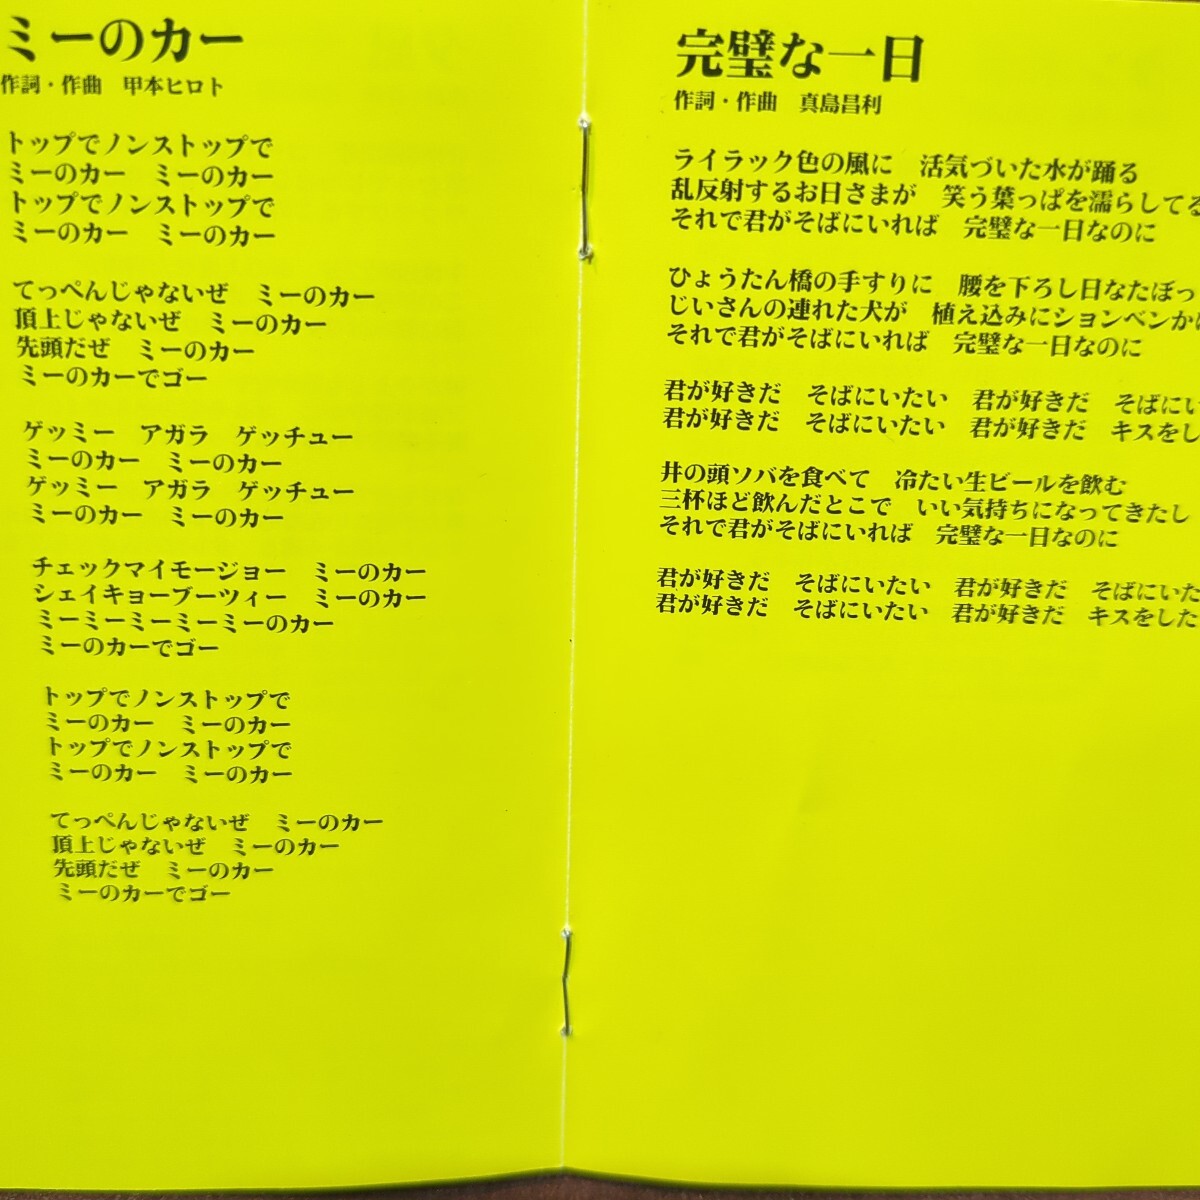 ミーのカー
作詞・作曲　甲本ヒロト
トップでノンストップで
ミーのカー　ミーのカー
トップでノンストップで
ミーのカー　ミーのカー
てっぺんじゃないぜ　ミーのカー
頂上じゃないぜ　ミーのカー
先頭だぜ　ミーのカー
ミーのカーでゴー
ゲッミー　アガラ　ゲッチュー
ミーのカー　ミーのカー
ゲッミー　アガラ　ゲッチュー
ミーのカー　ミーのカー
チェックマイモージョー　ミーのカー
シェイキョーブーツィー　ミーのカー
ミーミーミーミーミーのカー
ミーのカーでゴー
トップでノンストップで
ミーのカー　ミーのカー
トップでノンストップで
ミーのカー　ミーのカー
てっぺんじゃないぜ　ミーのカー
頂上じゃないぜ　ミーのカー
先頭だぜ　ミーのカー
ミーのカーでゴー
完璧な一日
作詞・作曲　真島昌利
ライラック色の風に　活気づいた水が踊る
乱反射するお日さまが　笑う葉っぱを濡らしてる
それで君がそばにいれば　完璧な一日なのに
ひょうたん橋の手すりに　腰を下ろし日なたぼっ
じいさんの連れた犬が　植え込みにションベンか
それで君がそばにいれば　完璧な一日なのに
君が好きだ　そばにいたい　君が好きだ　そばにい
君が好きだ　そばにいたい　君が好きだ　キスをし
井の頭ソバを食べて　冷たい生ビールを飲む
三杯ほど飲んだとこで　いい気持ちになってきたし
それで君がそばにいれば　完璧な一日なのに
君が好きだ　そばにいたい　君が好きだ　そばにいた
君が好きだ　そばにいたい　君が好きだ　キスをした